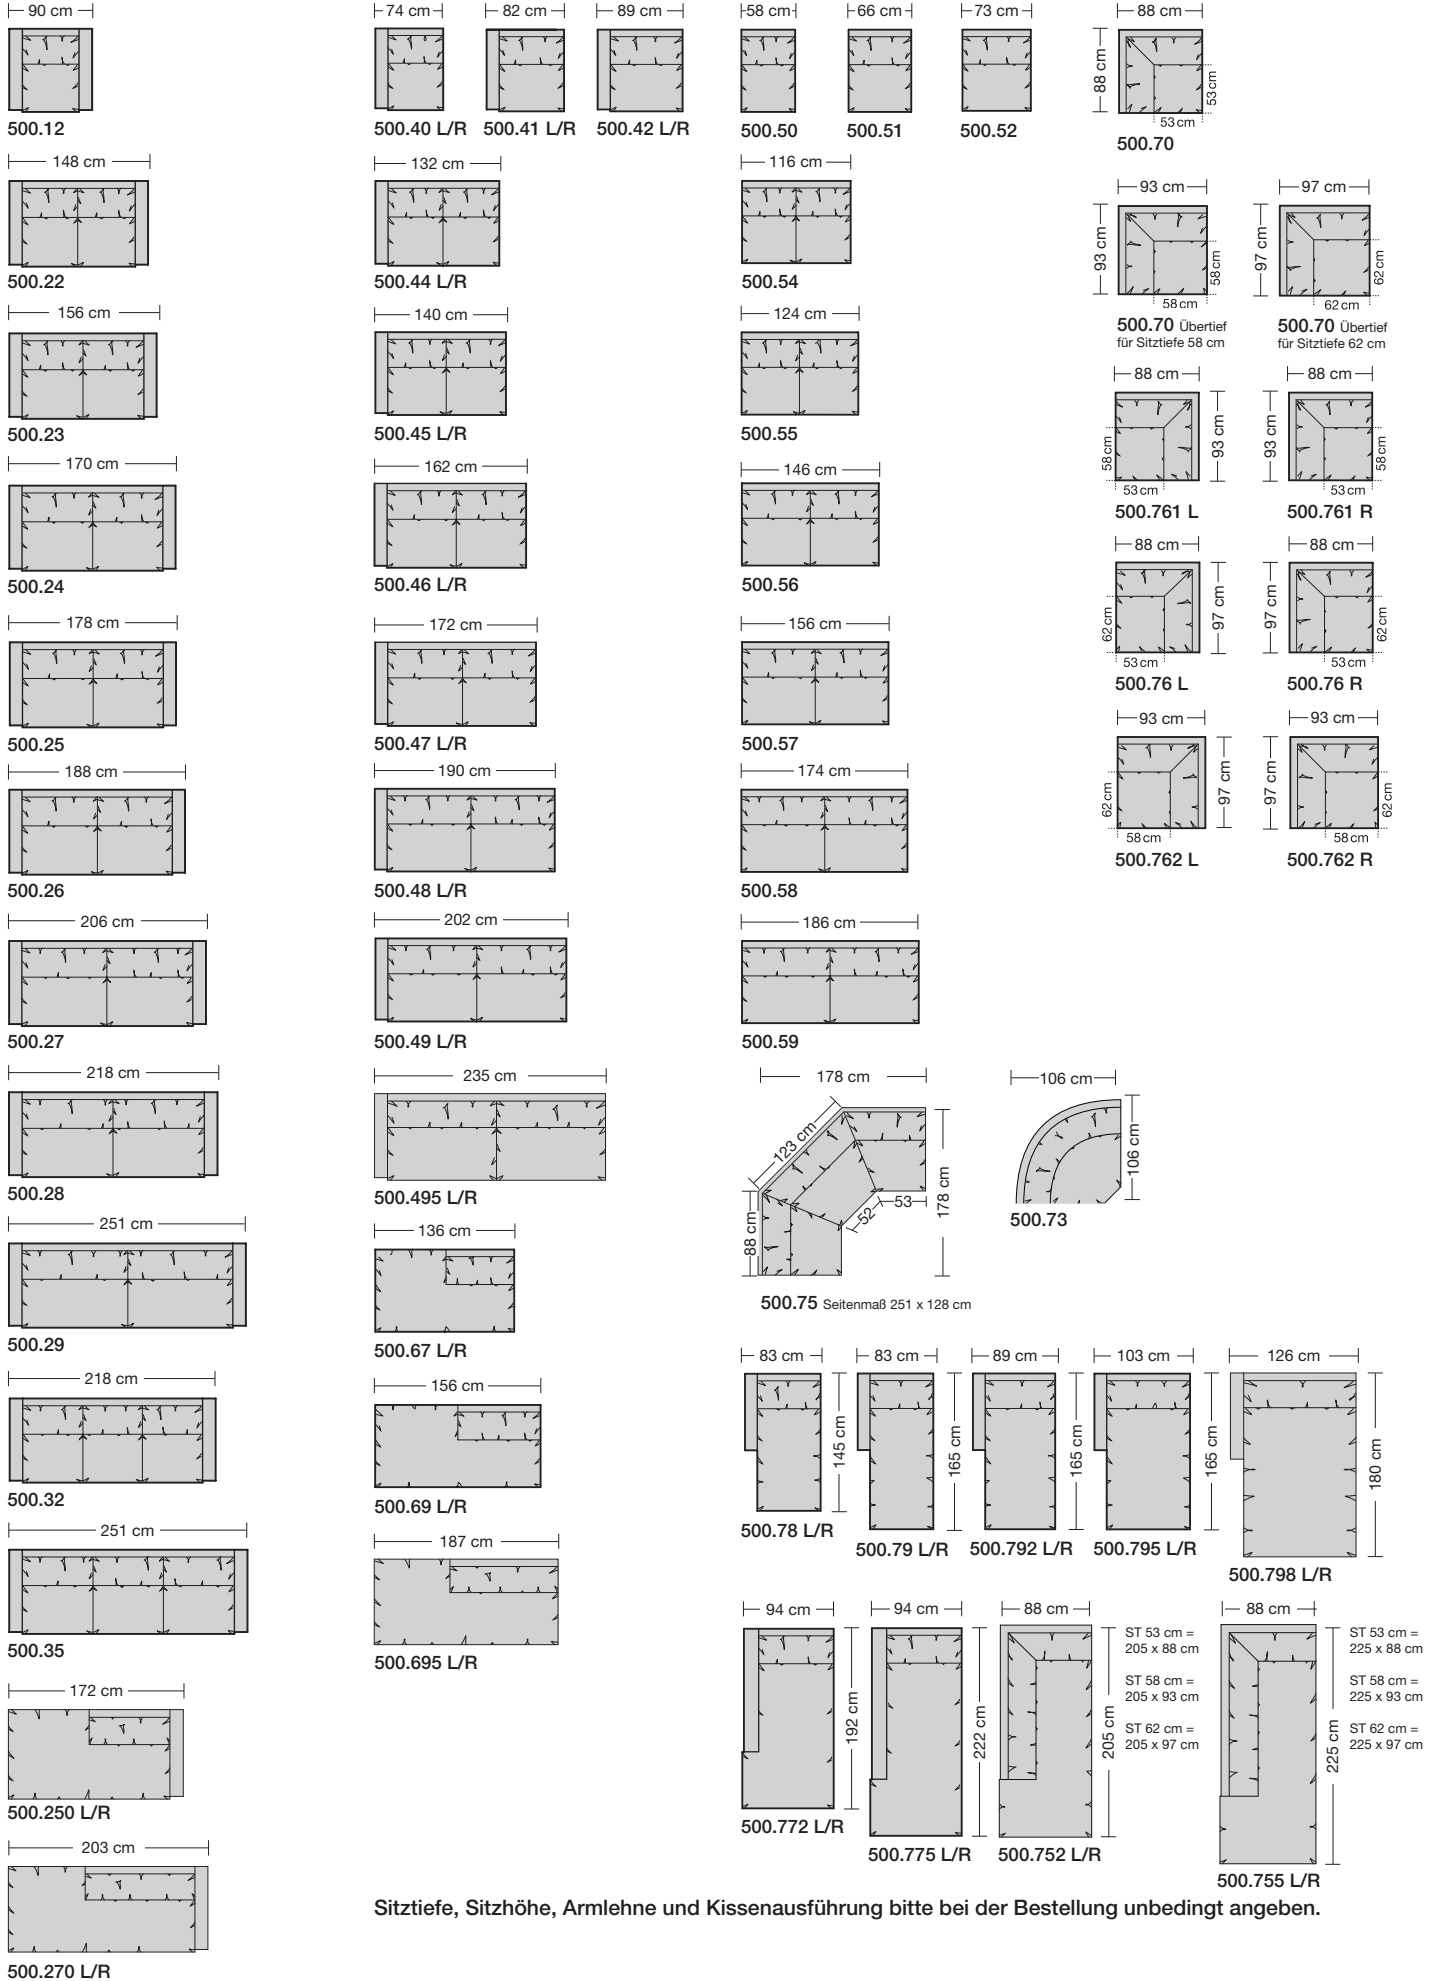 90 cm
500.12
148 cm
500.22
156 cm
500.23
170 cm
500.24
178 cm
500.25
188 cm
500.26
206 cm
500.27
218 cm
500.28
251 cm
500.29
218 cm
500.32
251 cm
500.35
172 cm
500.250 L/R
203 cm
500.270 L/R
74 cm
500.40 L/R
82 cm
500.41 L/R
89 cm
500.42 L/R
132 cm
500.44 L/R
140 cm
500.45 L/R
162 cm
500.46 L/R
172 cm
500.47 L/R
190 cm
500.48 L/R
202 cm
500.49 L/R
235 cm
500.495 L/R
136 cm
500.67 L/R
156 cm
500.69 L/R
187 cm
500.695 L/R
58 cm
500.50
66 cm
500.51
73 cm
500.52
116 cm
500.54
124 cm
500.55
146 cm
500.56
156 cm
500.57
174 cm
500.58
186 cm
500.59
88 cm
88 cm
53 cm
53 cm
500.70
93 cm
93 cm
58 cm
58 cm
500.70 Übertief
für Sitztiefe 58 cm
97 cm
97 cm
62 cm
62 cm
500.70 Übertief
für Sitztiefe 62 cm
88 cm
58 cm
93 cm
53 cm
500.761 L
88 cm
93 cm
58 cm
53 cm
500.761 R
88 cm
62 cm
97 cm
53 cm
500.76 L
88 cm
97 cm
62 cm
53 cm
500.76 R
93 cm
62 cm
97 cm
58 cm
500.762 L
93 cm
97 cm
62 cm
58 cm
500.762 R
178 cm
123 cm
88 cm
178 cm
53
52
500.75 Seitenmaß 251 x 128 cm
106 cm
106 cm
500.73
83 cm
145 cm
500.78 L/R
83 cm
165 cm
500.79 L/R
89 cm
165 cm
500.792 L/R
103 cm
165 cm
500.795 L/R
126 cm
180 cm
500.798 L/R
94 cm
192 cm
500.772 L/R
94 cm
222 cm
500.775 L/R
88 cm
205 cm
500.752 L/R
ST 53 cm =
205 x 88 cm
ST 58 cm =
205 x 93 cm
ST 62 cm =
205 x 97 cm
88 cm
225 cm
500.755 L/R
ST 53 cm =
225 x 88 cm
ST 58 cm =
225 x 93 cm
ST 62 cm =
225 x 97 cm
Sitztiefe, Sitzhöhe, Armlehne und Kissenausführung bitte bei der Bestellung unbedingt angeben.